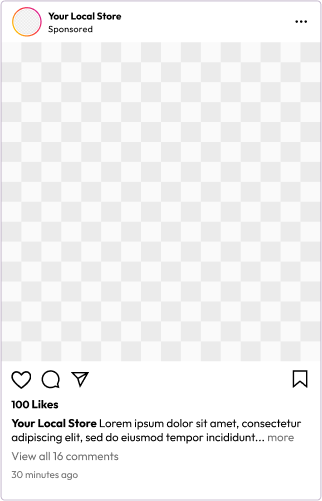 Your Local Store
Sponsored
100 Likes
Your Local Store Lorem ipsum dolor sit amet, consectetur
adipiscing elit, sed do eiusmod tempor incididunt... more
View all 16 comments
30 minutes ago